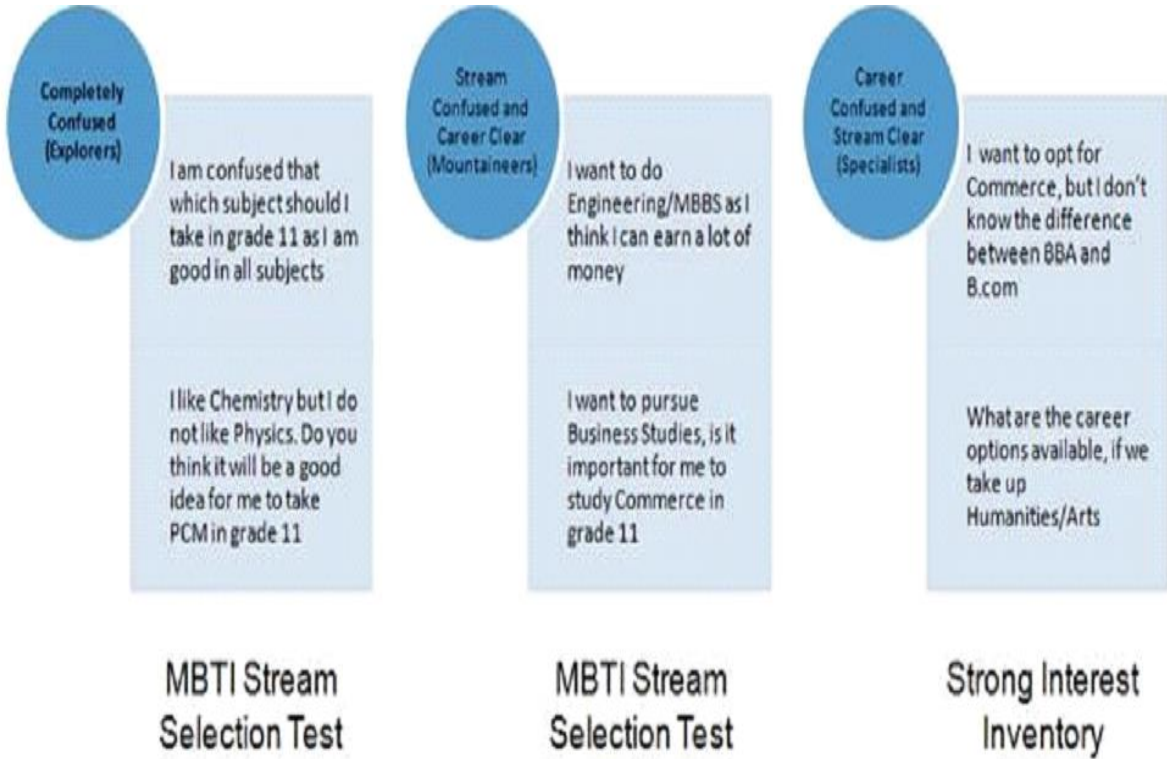 Completely
Confused
(Explorers)
I am confused that
which subject should I
take in grade 11 as I am
good in all subjects
I like Chemistry but I do
not like Physics. Do you
think it will be a good
idea for me to take
PCM in grade 11
MBTI Stream
Selection Test
Stream
Confused and
Career Clear
(Mountaineers)
I want to do
Engineering/MBBS as I
think I can earn a lot of
money
I want to pursue
Business Studies, is it
important for me to
study Commerce in
grade 11
MBTI Stream
Selection Test
Career
Confused and
Stream Clear
(Specialists)
I want to opt for
Commerce, but I don't
know the difference
between BBA and
B.com
What are the career
options available, if we
take up
Humanities/Arts
Strong Interest
Inventory